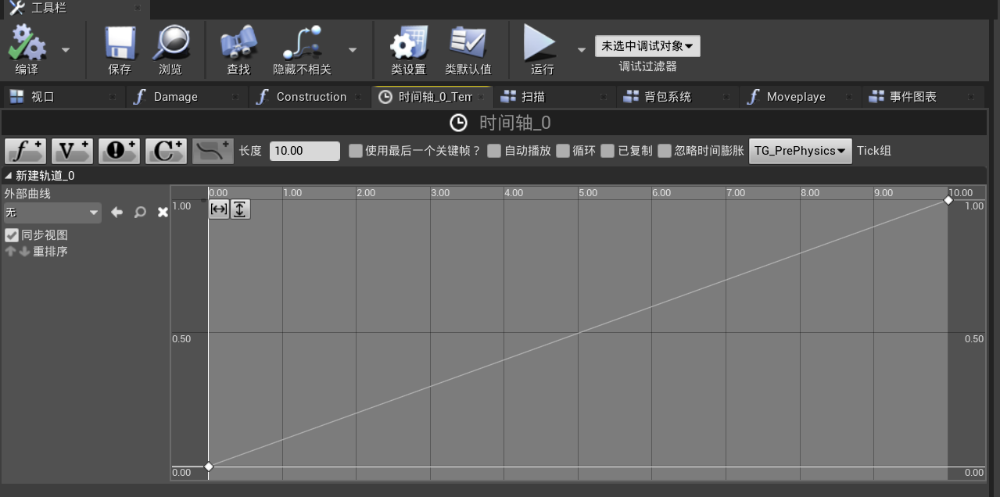 工具栏
编译 保存 浏览 查找 隐藏不相关 类设置 类默认值 运行 未选中调试对象
调试过滤器
视口 Damage Construction 时间轴_0_Tem 扫描 背包系统 Moveplaye 事件图表
时间轴_0
f V C 长度 10.00 使用最后一个关键帧? 自动播放 循环 已复制 忽略时间膨胀 TG_PrePhysics Tick组
新建轨道_0
外部曲线
无
同步视图
重排序
0.00 1.00 2.00 3.00 4.00 5.00 6.00 7.00 8.00 9.00 10.00
1.00 1.00
0.50 0.50
0.00 0.00